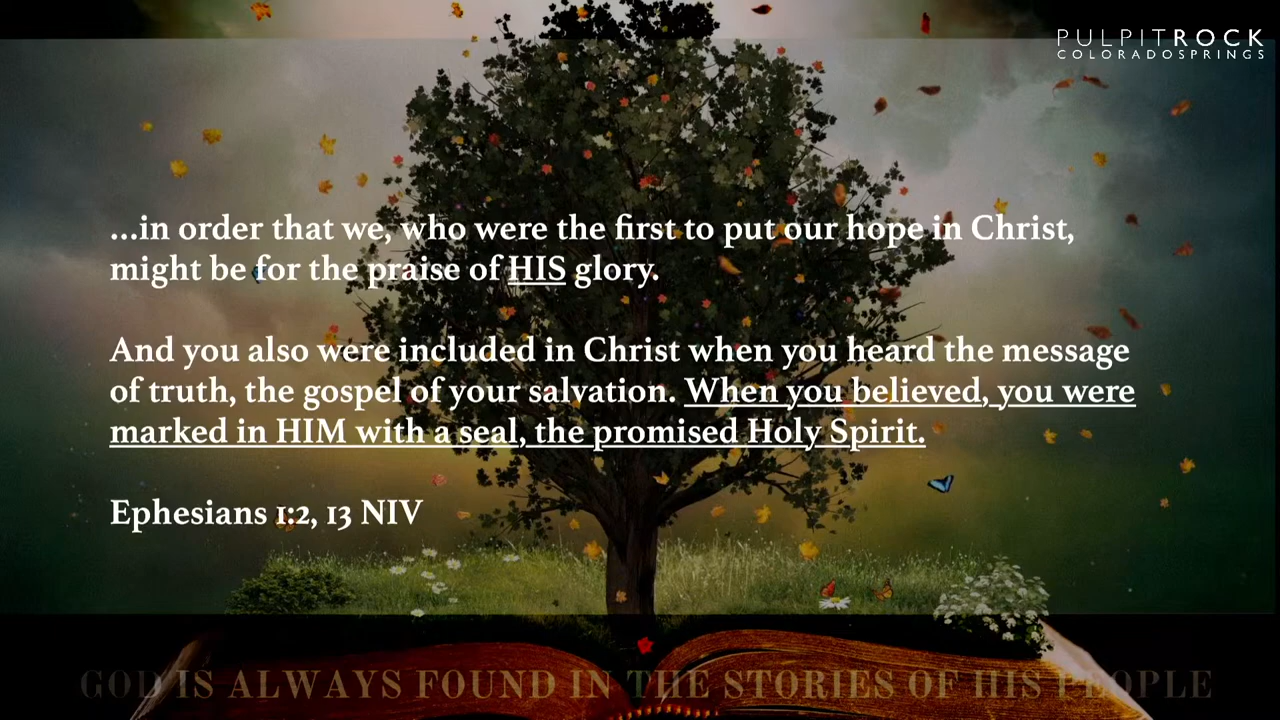 PULPITROCK
COLORADOSPRINGS
...in order that we, who were the first to put our hope in Christ,
might be for the praise of HIS glory.
And you also were included in Christ when you heard the message
of truth, the gospel of your salvation. When you believed, you were
marked in HIM with a seal, the promised Holy Spirit.
Ephesians 1:2, 13 NIV
GOD IS ALWAYS FOUND IN THE STORIES OF HIS PEOPLE